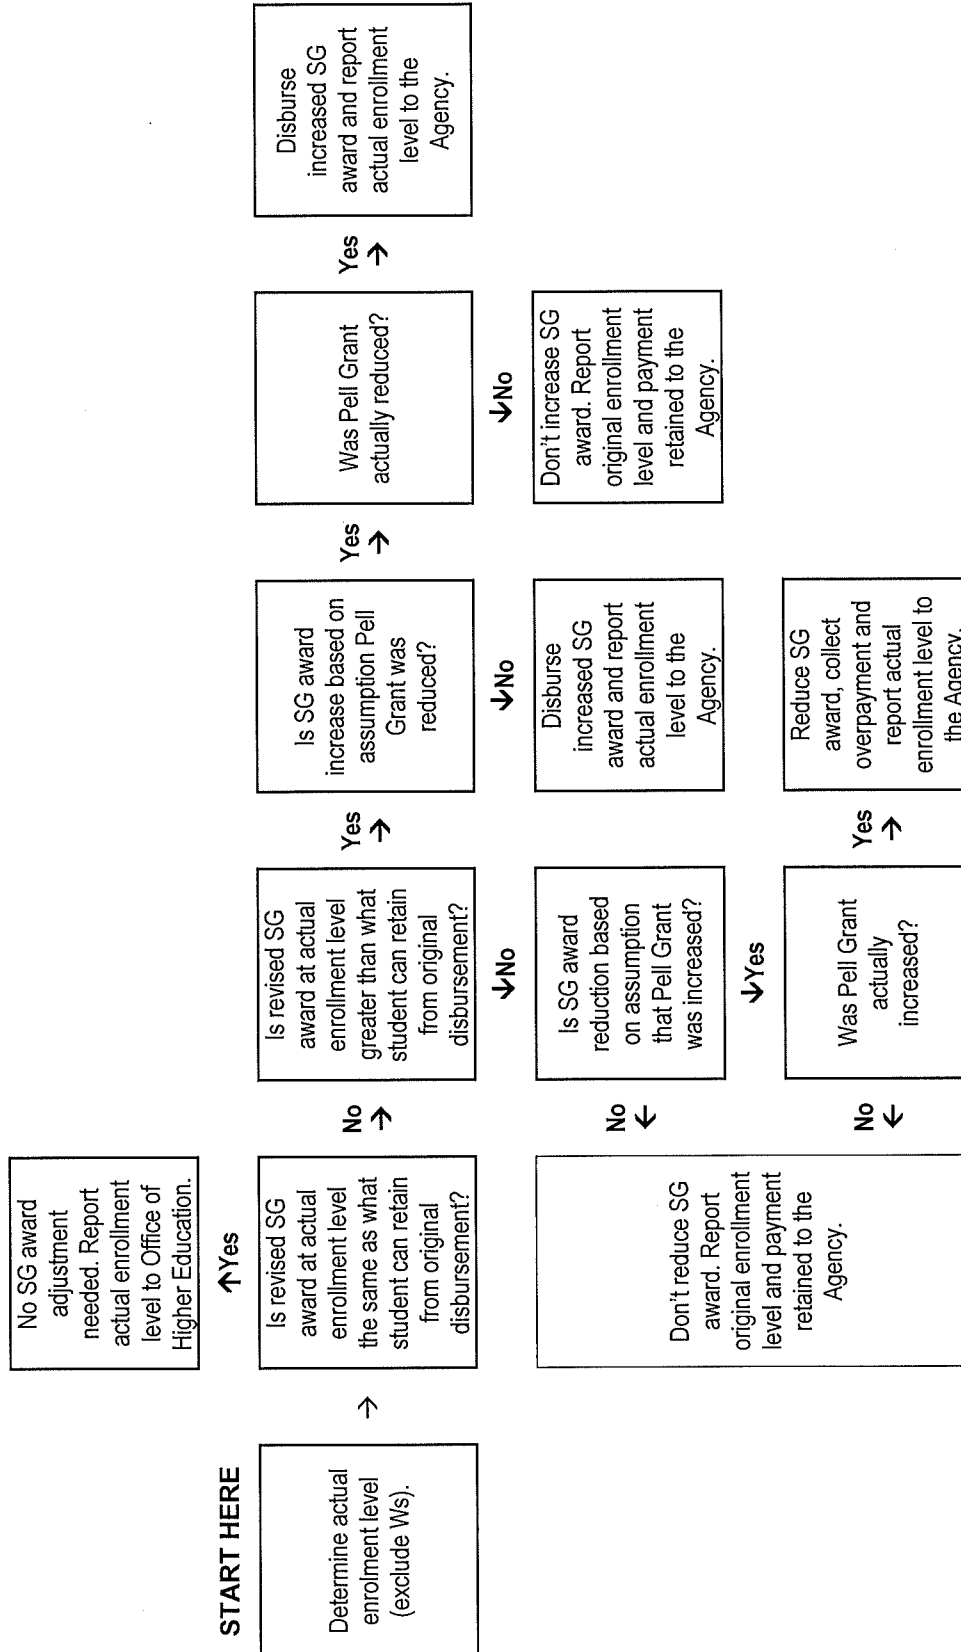 No SG award
adjustment
needed. Report
actual enrollment
level to Office of
Higher Education.
↑Yes
START HERE
Determine actual
enrolment level
(exclude Ws).
→
Is revised SG
award at actual
enrollment level
the same as what
student can retain
from original
disbursement?
No
→
Is revised SG
award at actual
enrollment level
greater than what
student can retain
from original
disbursement?
Yes
→
Is SG award
increase based on
assumption Pell
Grant was
reduced?
Yes
→
Was Pell Grant
actually reduced?
Yes
→
Disburse
increased SG
award and report
actual enrollment
level to the
Agency.
↓No
↓No
↓No
Don't reduce SG
award. Report
original enrollment
level and payment
retained to the
Agency.
No
←
Is SG award
reduction based
on assumption
that Pell Grant
was increased?
Disburse
increased SG
award and report
actual enrollment
level to the
Agency.
Don't increase SG
award. Report
original enrollment
level and payment
retained to the
Agency.
↓Yes
No
←
Was Pell Grant
actually
increased?
Yes
→
Reduce SG
award, collect
overpayment and
report actual
enrollment level to
the Agency.